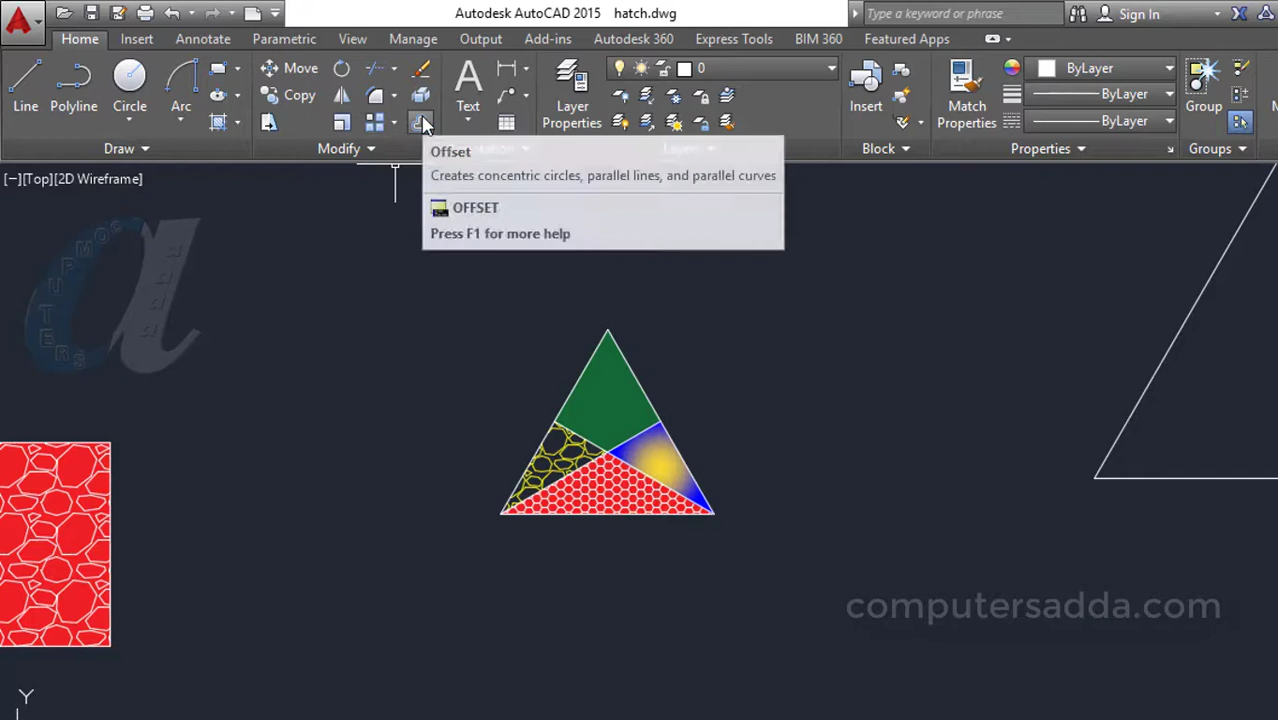 Autodesk AutoCAD 2015 hatch.dwg
Type a keyword or phrase
Sign In
Home Insert Annotate Parametric View Manage Output Add-ins Autodesk 360 Express Tools BIM 360 Featured Apps
Line
Polyline
Circle
Arc
Move
Copy
Text
Layer
Properties
0
Insert
Match
Properties
ByLayer
ByLayer
ByLayer
Group
Draw
Modify
Block
Properties
Groups
Offset
Creates concentric circles, parallel lines, and parallel curves
OFFSET
Press F1 for more help
[−][Top][2D Wireframe]
a
computersadda.com
Y